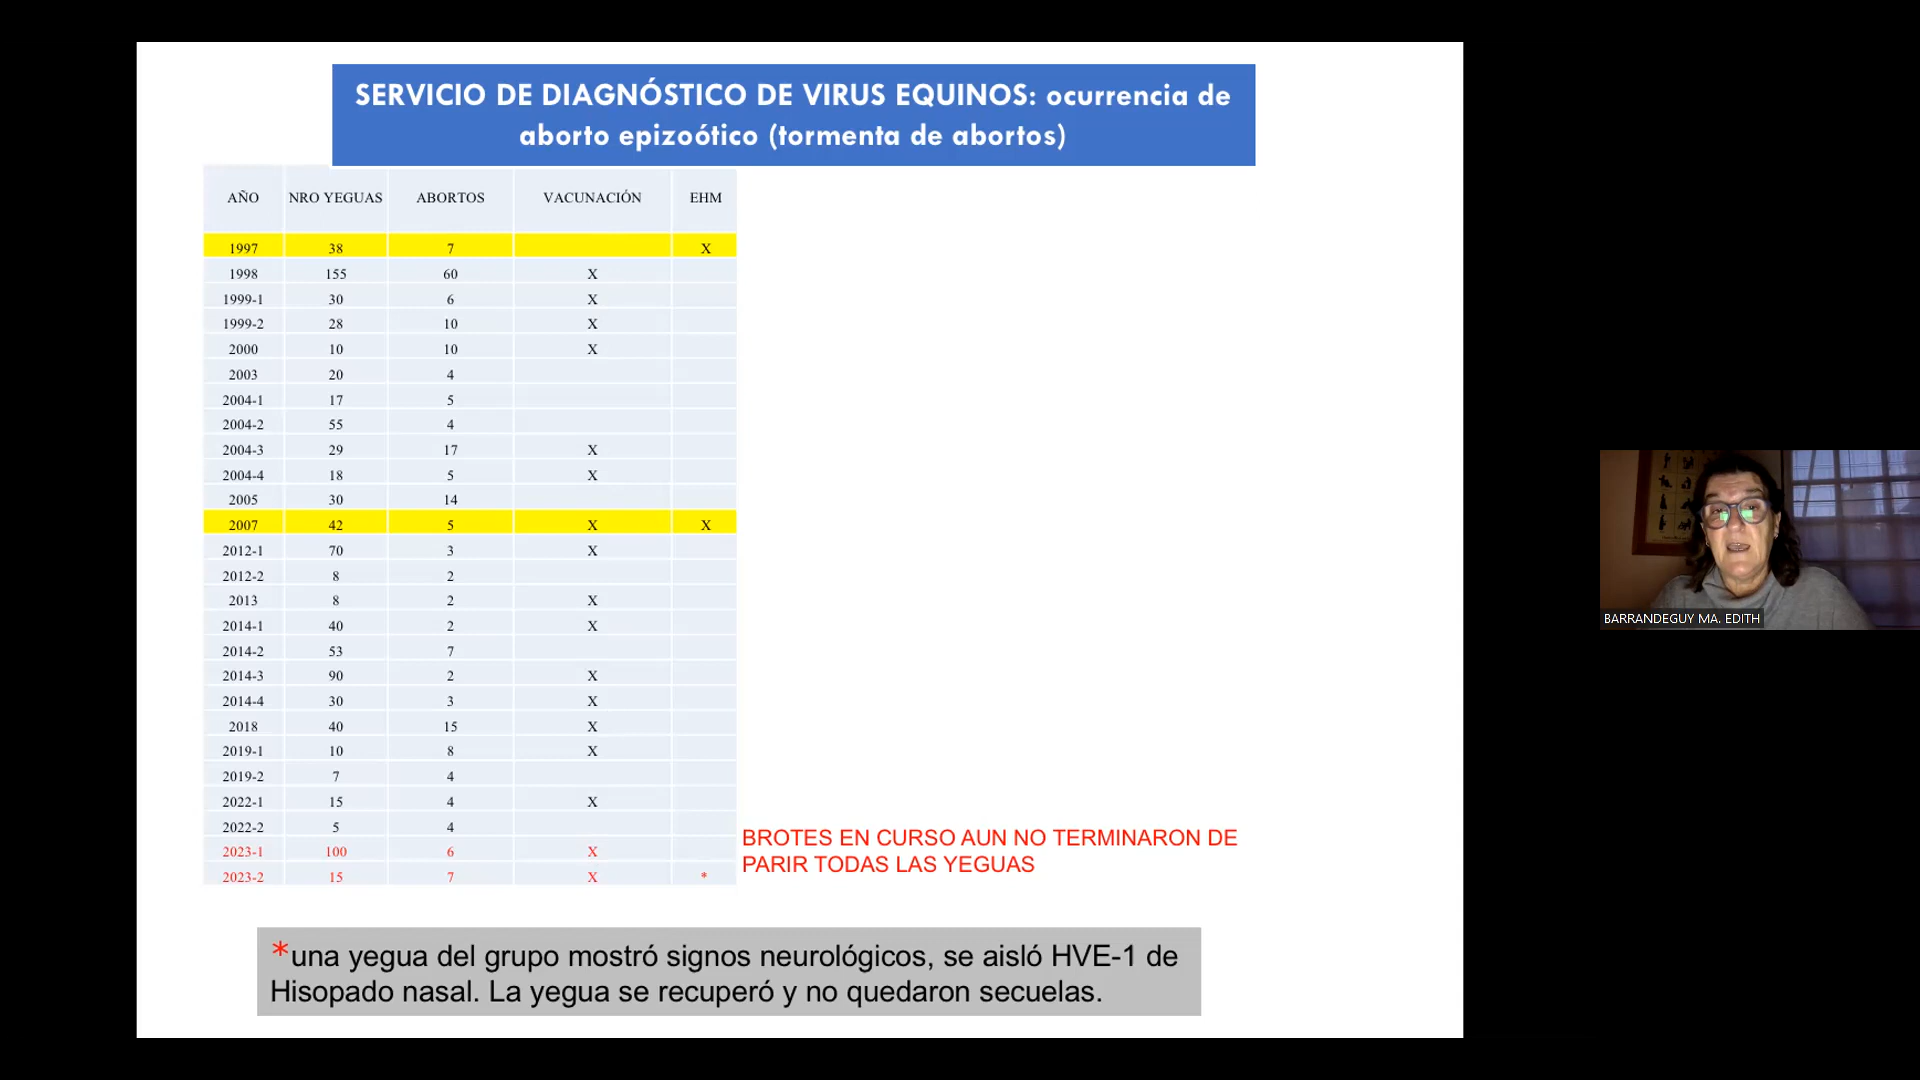 SERVICIO DE DIAGNÓSTICO DE VIRUS EQUINOS: ocurrencia de
aborto epizoótico (tormenta de abortos)
AÑO NRO YEGUAS ABORTOS VACUNACIÓN EHM
1997 38 7 X
1998 155 60 X
1999-1 30 6 X
1999-2 28 10 X
2000 10 10 X
2003 20 4
2004-1 17 5
2004-2 55 4
2004-3 29 17 X
2004-4 18 5 X
2005 30 14
2007 42 5 X X
2012-1 70 3 X
2012-2 8 2
2013 8 2 X
2014-1 40 2 X
2014-2 53 7
2014-3 90 2 X
2014-4 30 3 X
2018 40 15 X
2019-1 10 8 X
2019-2 7 4
2022-1 15 4 X
2022-2 5 4
2023-1 100 6 X
2023-2 15 7 X *
BROTES EN CURSO AUN NO TERMINARON DE
PARIR TODAS LAS YEGUAS
*una yegua del grupo mostró signos neurológicos, se aisló HVE-1 de
Hisopado nasal. La yegua se recuperó y no quedaron secuelas.
BARRANDEGUY MA. EDITH